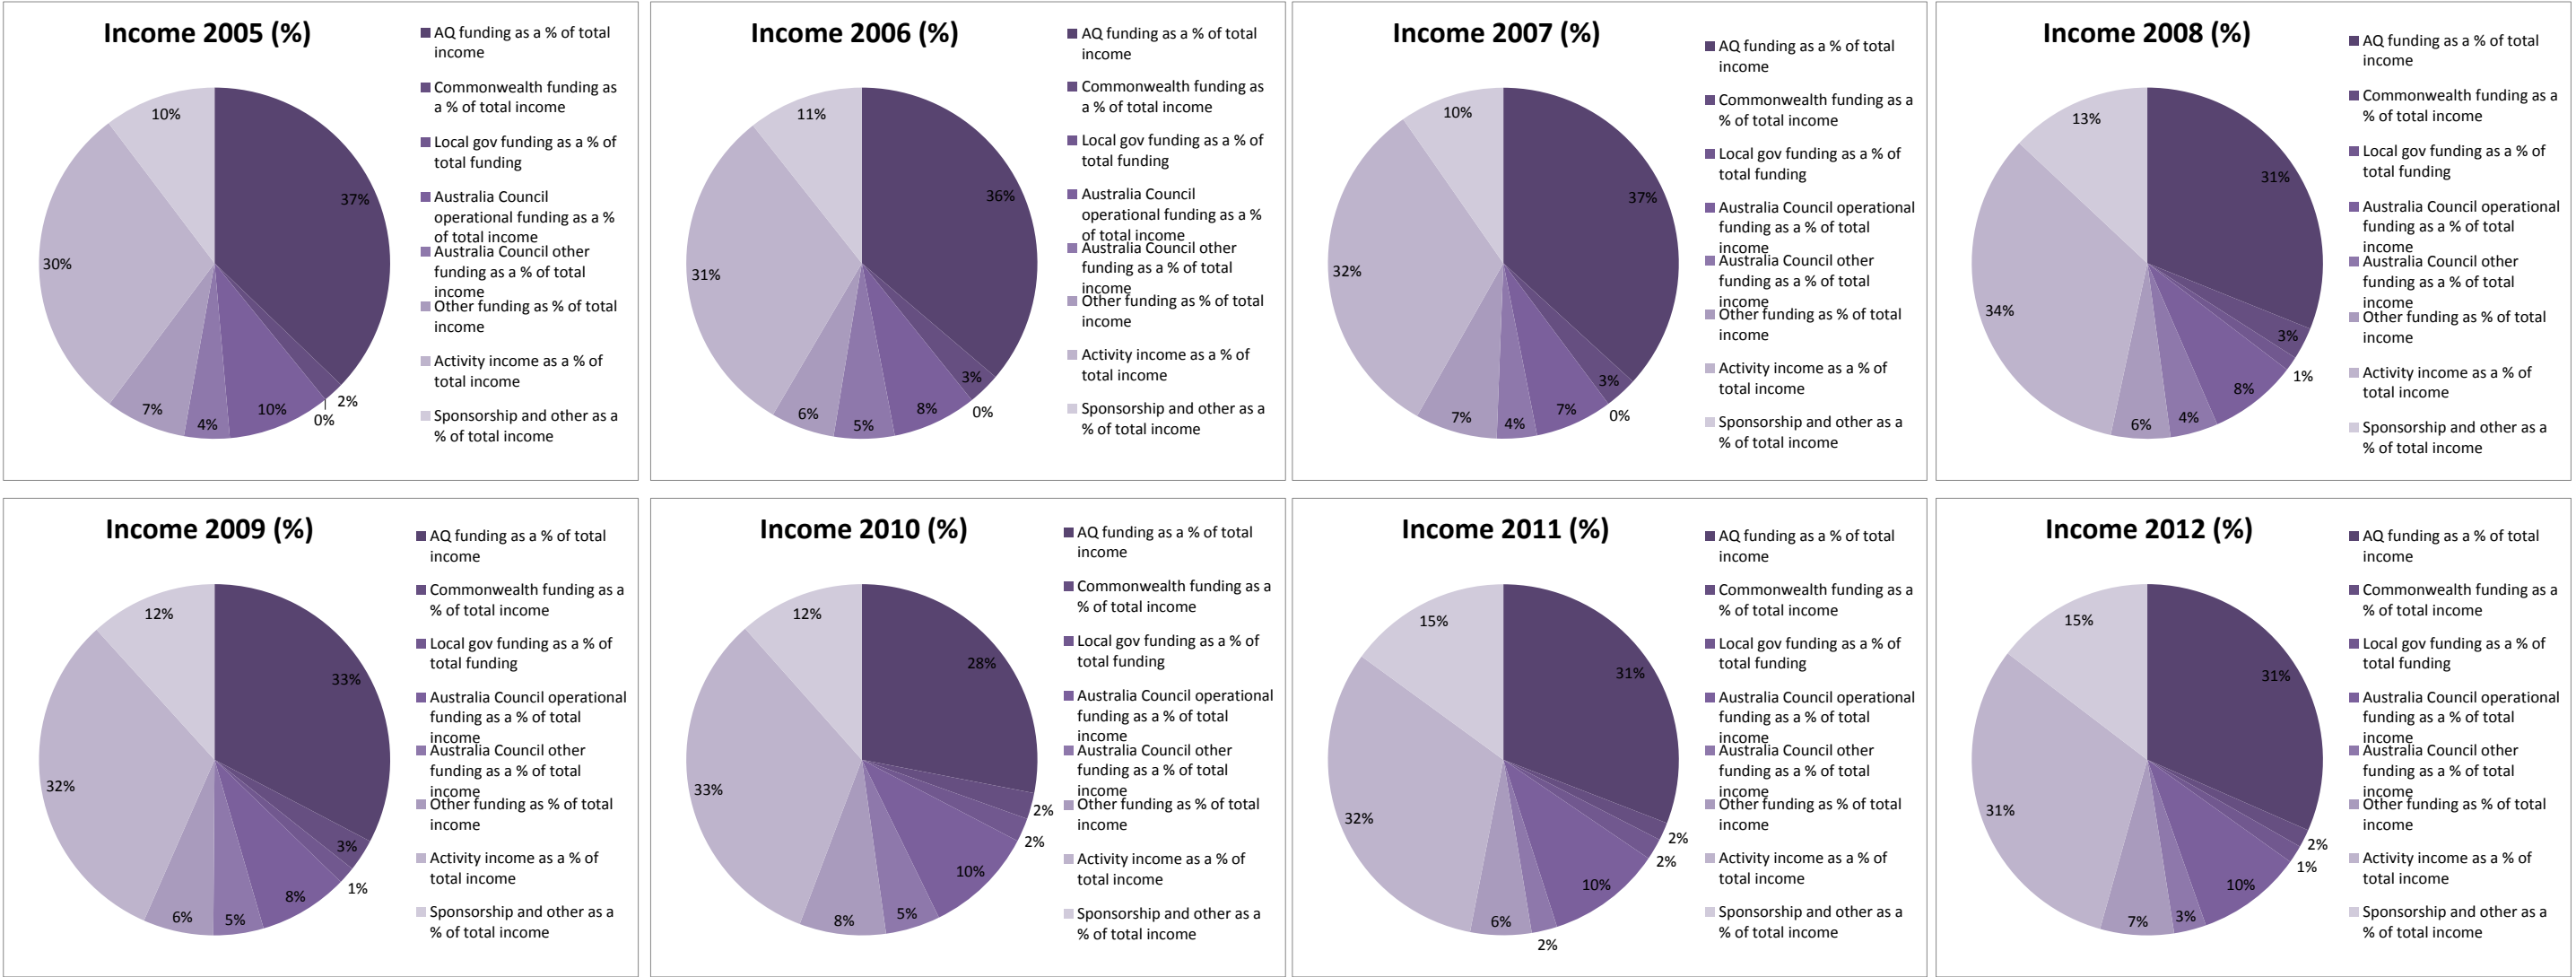 Income 2005 (%)
10%
37%
30%
7%
4%
10%
0%
2%
AQ funding as a % of total
income
Commonwealth funding as
a % of total income
Local gov funding as a % of
total funding
Australia Council
operational funding as a %
of total income
Australia Council other
funding as a % of total
income
Other funding as % of total
income
Activity income as a % of
total income
Sponsorship and other as a
% of total income
Income 2006 (%)
11%
36%
31%
3%
6%
5%
8%
0%
AQ funding as a % of total
income
Commonwealth funding as
a % of total income
Local gov funding as a % of
total funding
Australia Council
operational funding as a %
of total income
Australia Council other
funding as a % of total
income
Other funding as % of total
income
Activity income as a % of
total income
Sponsorship and other as a
% of total income
Income 2007 (%)
10%
37%
32%
3%
7%
4%
7%
0%
AQ funding as a % of total
income
Commonwealth funding as a
% of total income
Local gov funding as a % of
total funding
Australia Council operational
funding as a % of total
income
Australia Council other
funding as a % of total
income
Other funding as % of total
income
Activity income as a % of
total income
Sponsorship and other as a
% of total income
Income 2008 (%)
13%
31%
34%
3%
1%
6%
4%
8%
AQ funding as a % of total
income
Commonwealth funding as a
% of total income
Local gov funding as a % of
total funding
Australia Council operational
funding as a % of total
income
Australia Council other
funding as a % of total
income
Other funding as % of total
income
Activity income as a % of
total income
Sponsorship and other as a
% of total income
Income 2009 (%)
12%
33%
32%
3%
1%
6%
5%
8%
AQ funding as a % of total
income
Commonwealth funding as a
% of total income
Local gov funding as a % of
total funding
Australia Council operational
funding as a % of total
income
Australia Council other
funding as a % of total
income
Other funding as % of total
income
Activity income as a % of
total income
Sponsorship and other as a
% of total income
Income 2010 (%)
12%
28%
33%
2%
2%
10%
8%
5%
AQ funding as a % of total
income
Commonwealth funding as a
% of total income
Local gov funding as a % of
total funding
Australia Council operational
funding as a % of total
income
Australia Council other
funding as a % of total
income
Other funding as % of total
income
Activity income as a % of
total income
Sponsorship and other as a
% of total income
Income 2011 (%)
15%
31%
32%
2%
2%
10%
6%
2%
AQ funding as a % of total
income
Commonwealth funding as a
% of total income
Local gov funding as a % of
total funding
Australia Council operational
funding as a % of total
income
Australia Council other
funding as a % of total
income
Other funding as % of total
income
Activity income as a % of
total income
Sponsorship and other as a
% of total income
Income 2012 (%)
15%
31%
31%
2%
1%
10%
7%
3%
AQ funding as a % of total
income
Commonwealth funding as a
% of total income
Local gov funding as a % of
total funding
Australia Council operational
funding as a % of total
income
Australia Council other
funding as a % of total
income
Other funding as % of total
income
Activity income as a % of
total income
Sponsorship and other as a
% of total income